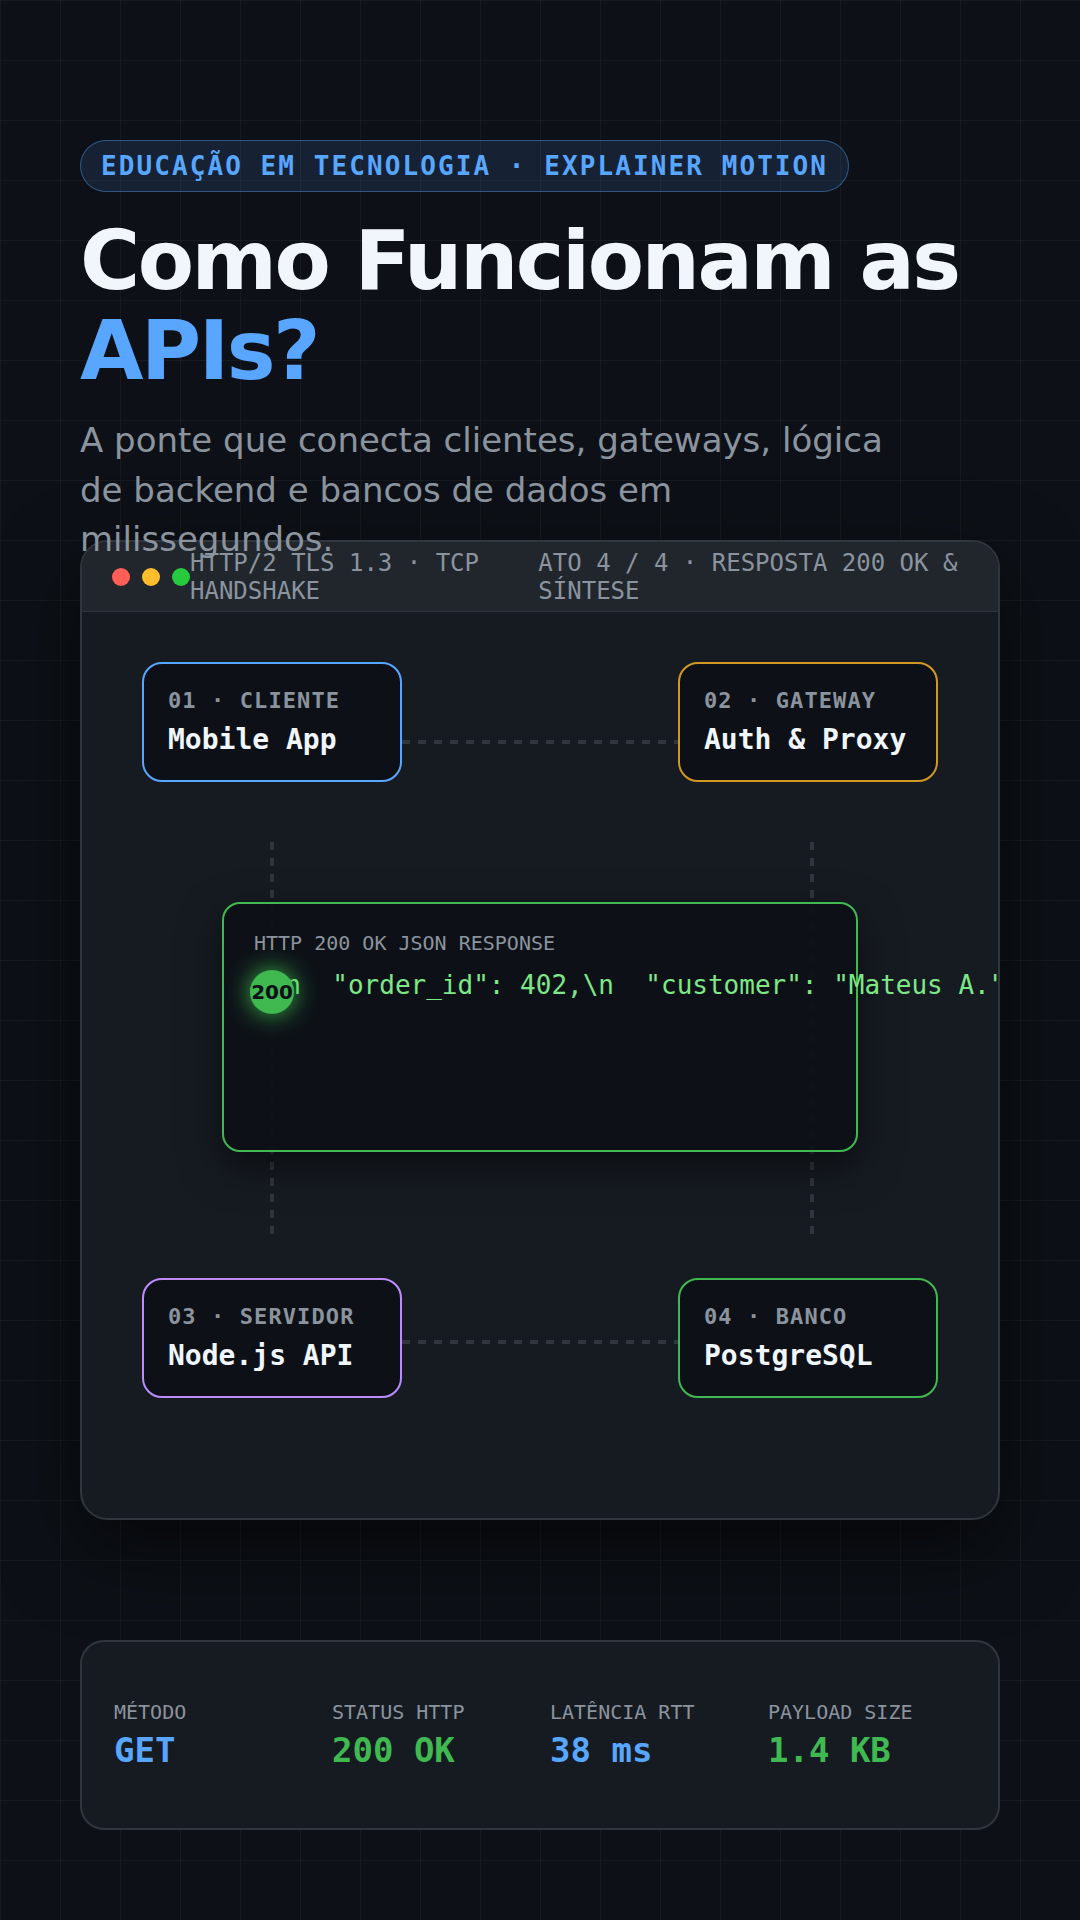 EDUCAÇÃO EM TECNOLOGIA · EXPLAINER MOTION
Como Funcionam as
APIs?
A ponte que conecta clientes, gateways, lógica
de backend e bancos de dados em
milissegundos.
HTTP/2 TLS 1.3 · TCP
HANDSHAKE
ATO 4 / 4 · RESPOSTA 200 OK &
SÍNTESE
01 · CLIENTE
Mobile App
02 · GATEWAY
Auth & Proxy
HTTP 200 OK JSON RESPONSE
200
n  "order_id": 402,\n  "customer": "Mateus A."
03 · SERVIDOR
Node.js API
04 · BANCO
PostgreSQL
MÉTODO
GET
STATUS HTTP
200 OK
LATÊNCIA RTT
38 ms
PAYLOAD SIZE
1.4 KB